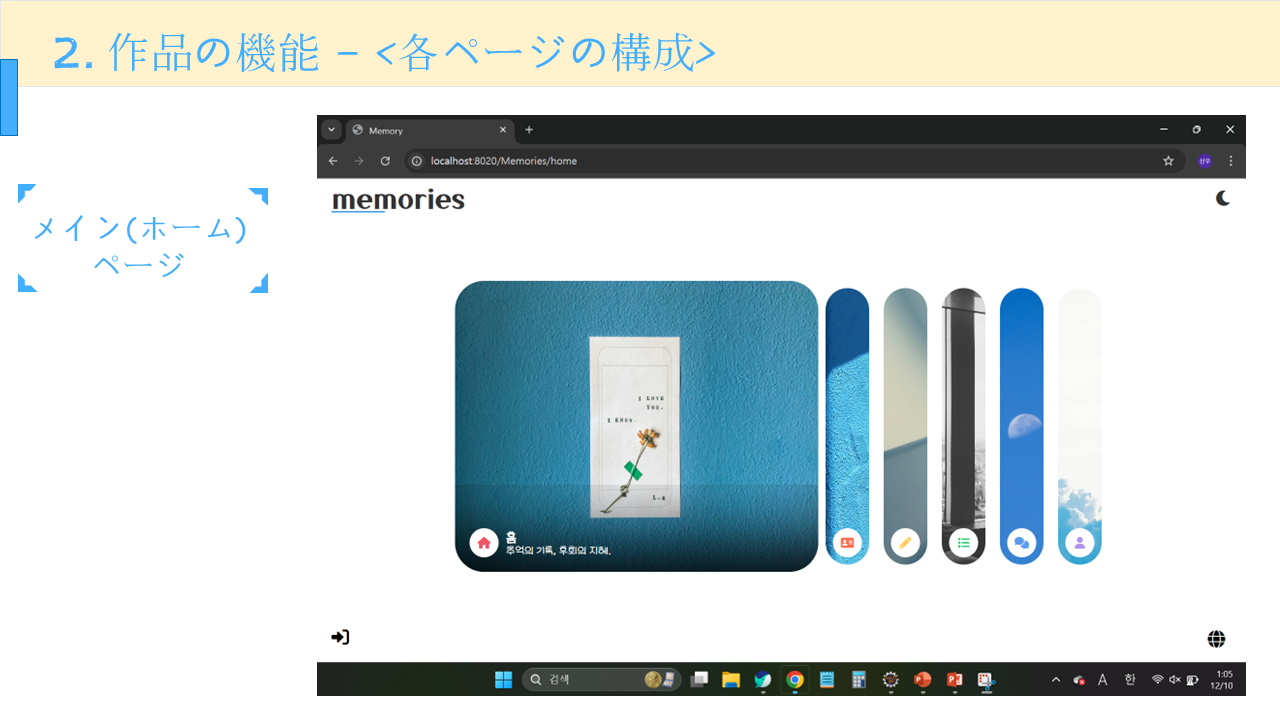 2. 作品の機能 - <各ページの構成>
メイン(ホーム)
ページ
Memory
localhost:8020/Memories/home
선우
memories
I LOVE
YOU.
I KNOW.
홈
추억의 기록, 후회의 지혜.
검색
A 한
1:05
12/10